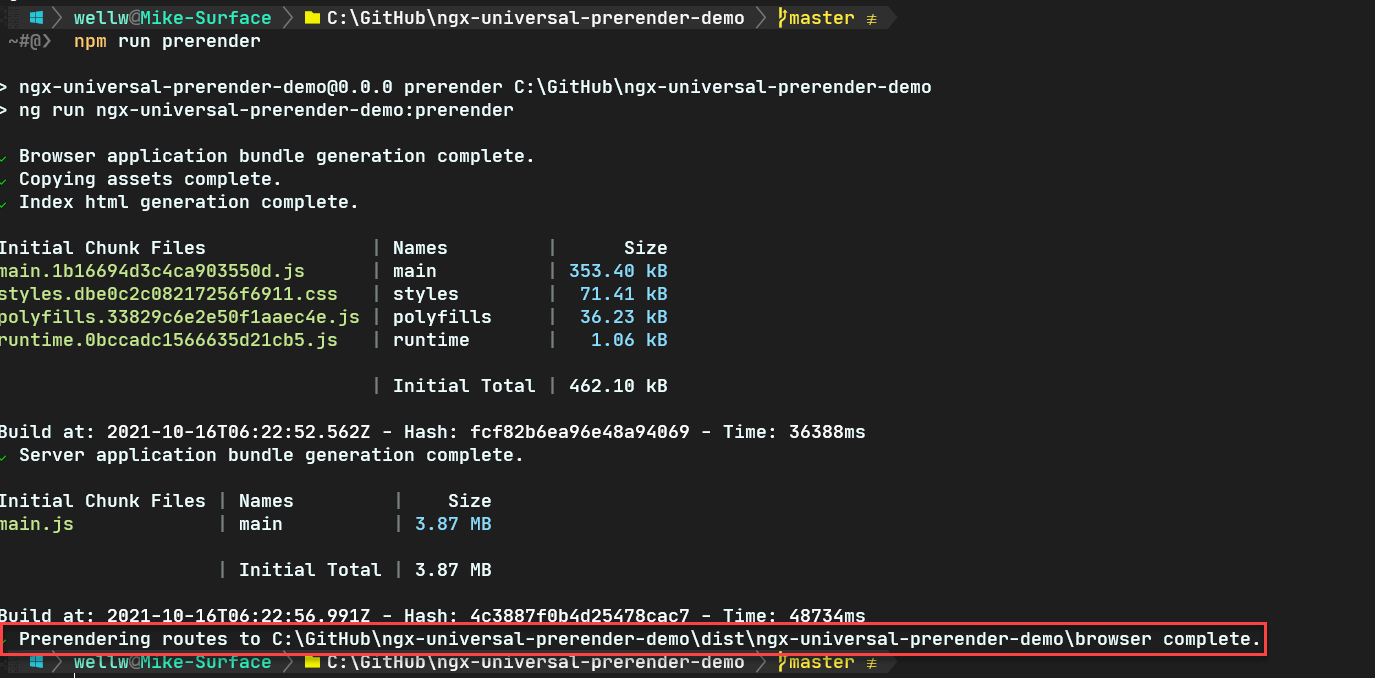 wellw@Mike-Surface C:\GitHub\ngx-universal-prerender-demo master ≢
~#@❯ npm run prerender
> ngx-universal-prerender-demo@0.0.0 prerender C:\GitHub\ngx-universal-prerender-demo
> ng run ngx-universal-prerender-demo:prerender
✓ Browser application bundle generation complete.
✓ Copying assets complete.
✓ Index html generation complete.
Initial Chunk Files | Names | Size
main.1b16694d3c4ca903550d.js | main | 353.40 kB
styles.dbe0c2c08217256f6911.css | styles | 71.41 kB
polyfills.33829c6e2e50f1aaec4e.js | polyfills | 36.23 kB
runtime.0bccadc1566635d21cb5.js | runtime | 1.06 kB
| Initial Total | 462.10 kB
Build at: 2021-10-16T06:22:52.562Z - Hash: fcf82b6ea96e48a94069 - Time: 36388ms
✓ Server application bundle generation complete.
Initial Chunk Files | Names | Size
main.js | main | 3.87 MB
| Initial Total | 3.87 MB
Build at: 2021-10-16T06:22:56.991Z - Hash: 4c3887f0b4d25478cac7 - Time: 48734ms
✓ Prerendering routes to C:\GitHub\ngx-universal-prerender-demo\dist\ngx-universal-prerender-demo\browser complete.
wellw@Mike-Surface C:\GitHub\ngx-universal-prerender-demo master ≢